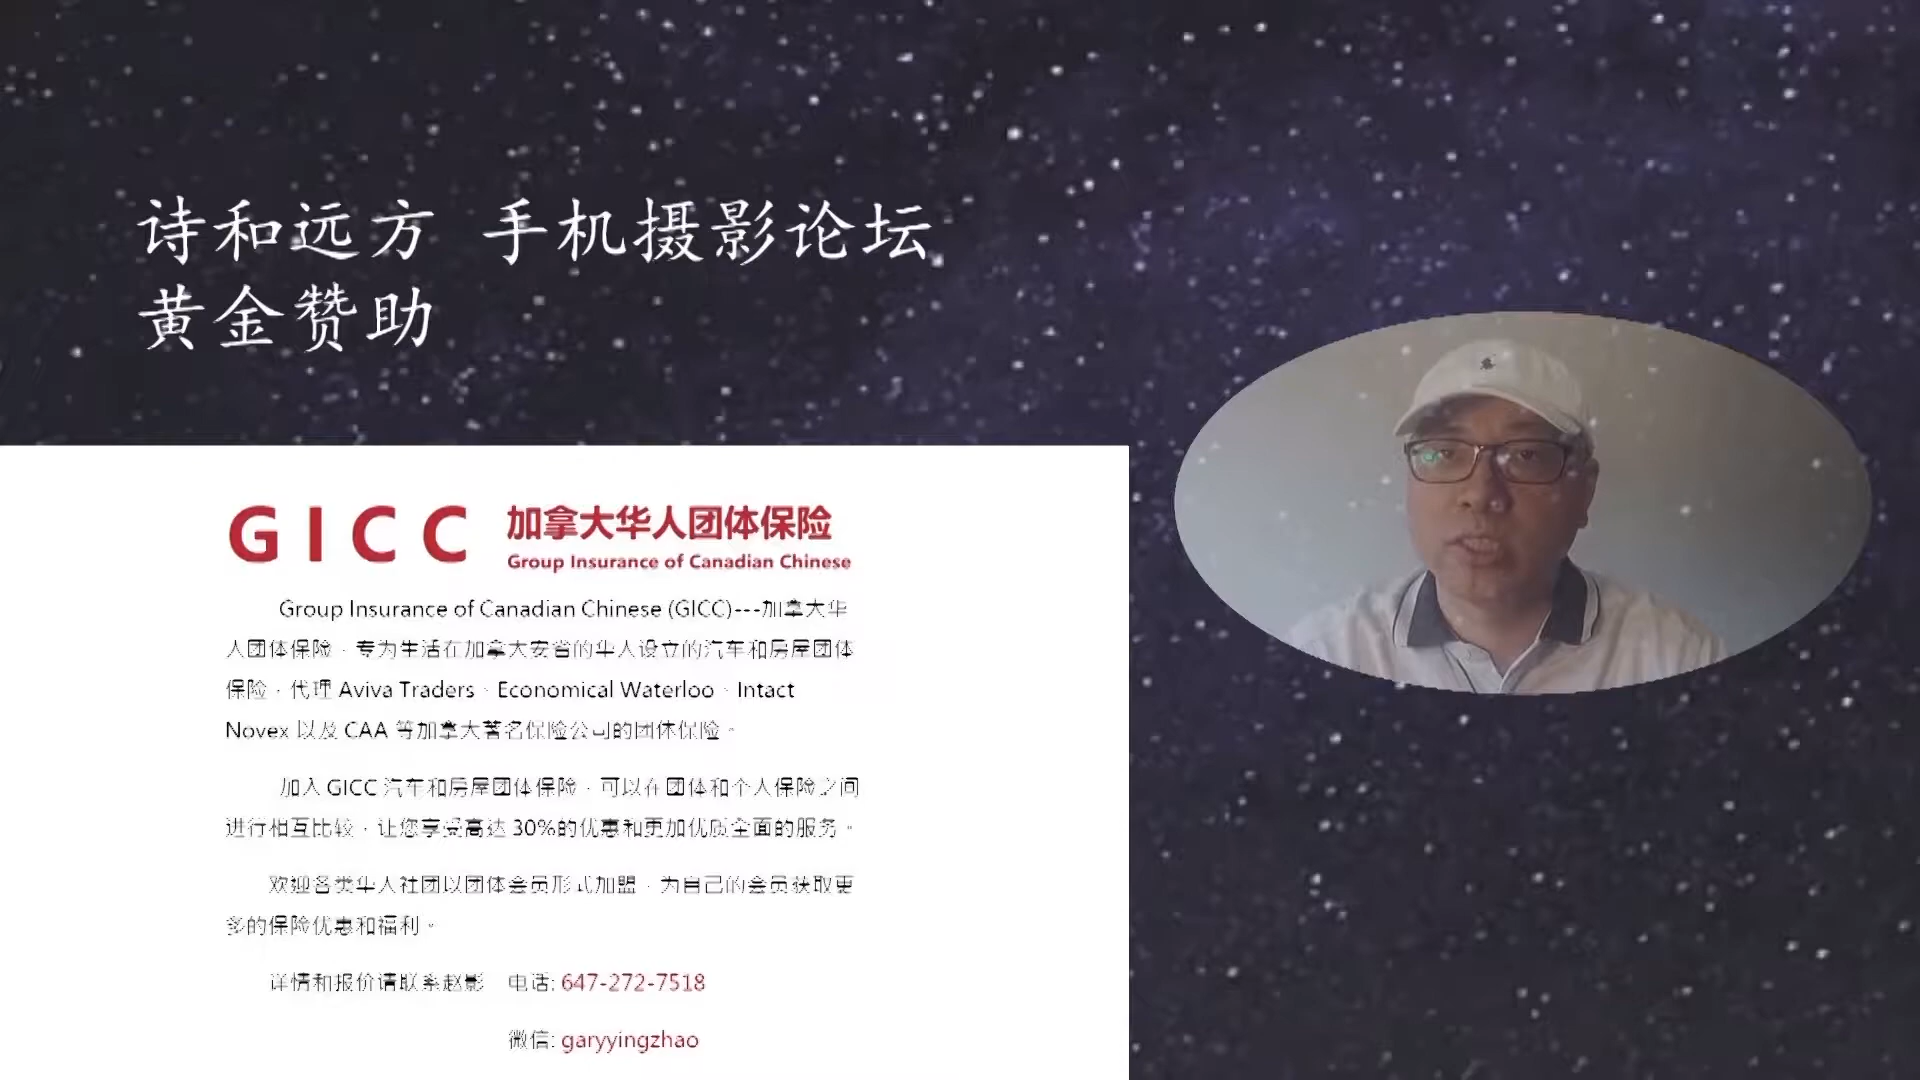 诗和远方 手机摄影论坛
黄金赞助
GICC 加拿大华人团体保险
Group Insurance of Canadian Chinese
Group Insurance of Canadian Chinese (GICC)---加拿大华
人团体保险，专为生活在加拿大安省的华人设立的汽车和房屋团体
保险，代理 Aviva Traders、Economical Waterloo、Intact
Novex 以及 CAA 等加拿大著名保险公司的团体保险。
加入 GICC 汽车和房屋团体保险，可以在团体和个人保险之间
进行相互比较，让您享受高达 30%的优惠和更加优质全面的服务。
欢迎各类华人社团以团体会员形式加盟，为自己的会员获取更
多的保险优惠和福利。
详情和报价请联系赵影 电话: 647-272-7518
微信: garyyingzhao